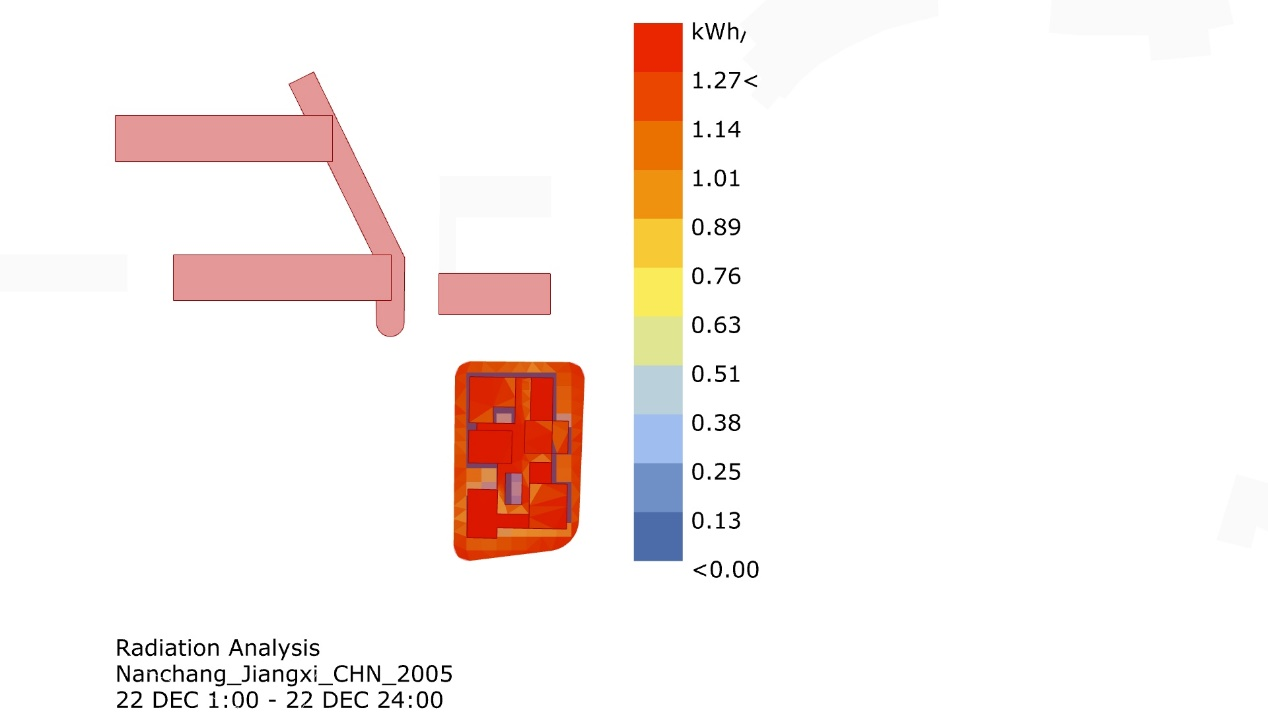 kWh/
1.27<
1.14
1.01
0.89
0.76
0.63
0.51
0.38
0.25
0.13
<0.00
Radiation Analysis
Nanchang_Jiangxi_CHN_2005
22 DEC 1:00 - 22 DEC 24:00